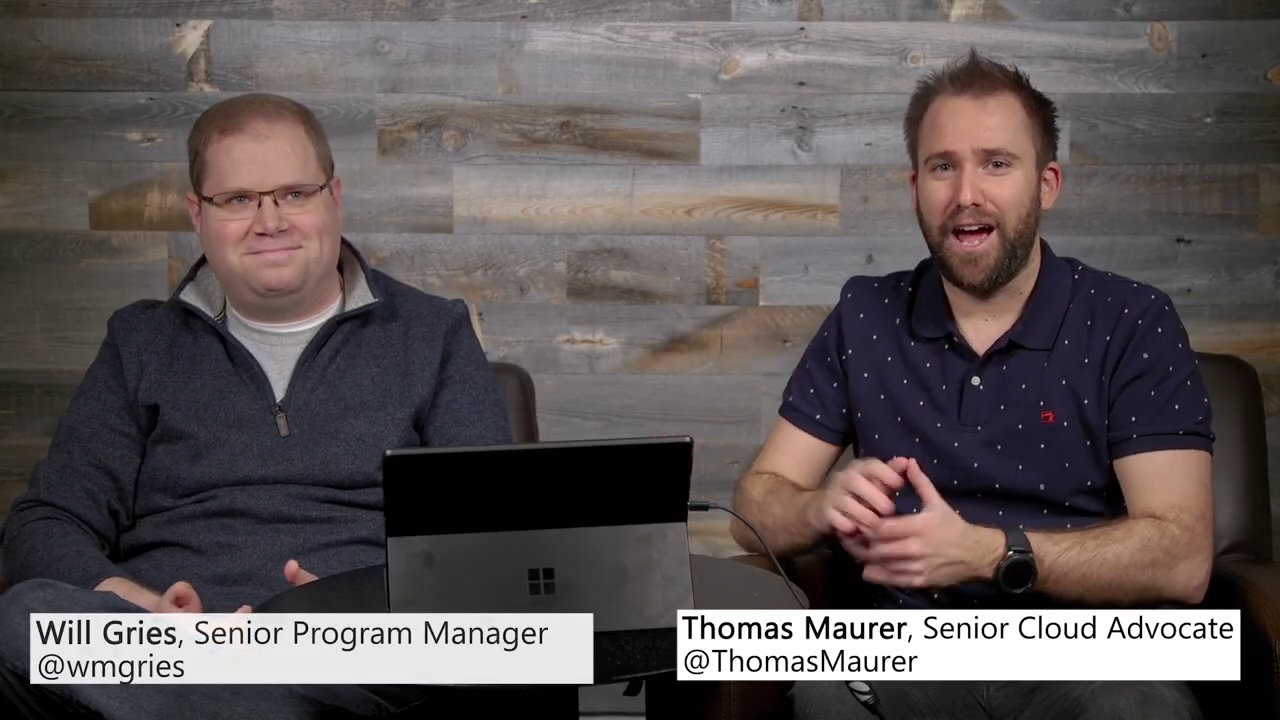 Will Gries, Senior Program Manager
@wmgries
Thomas Maurer, Senior Cloud Advocate
@ThomasMaurer